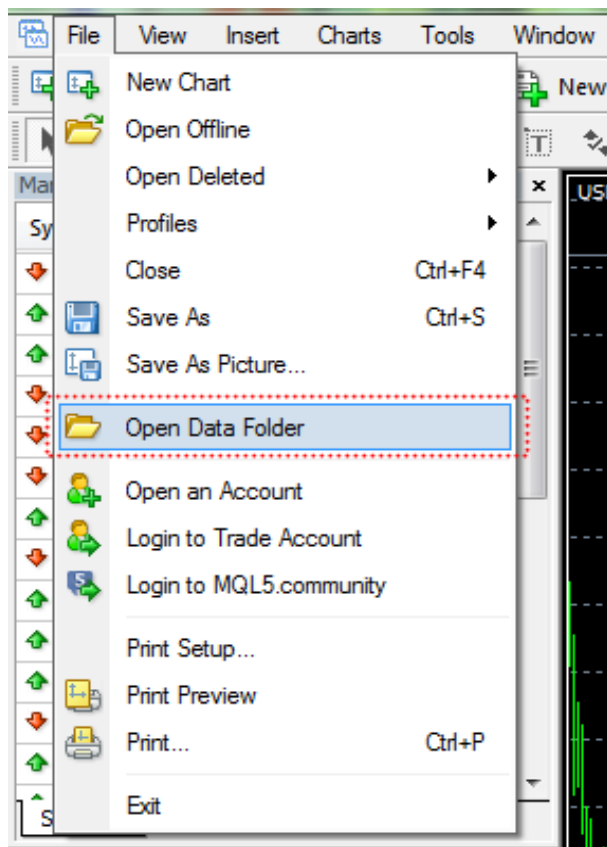 File View Insert Charts Tools Window
New Chart
New
Open Offline
Open Deleted
Profiles
Close Ctrl+F4
Save As Ctrl+S
Save As Picture...
Open Data Folder
Open an Account
Login to Trade Account
Login to MQL5.community
Print Setup...
Print Preview
Print... Ctrl+P
Exit